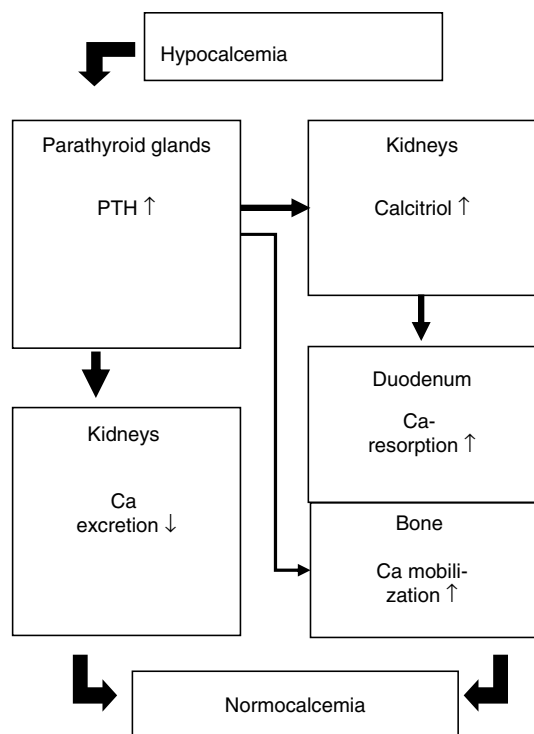 Hypocalcemia
Parathyroid glands
PTH ↑
Kidneys
Calcitriol ↑
Kidneys
Ca
excretion ↓
Duodenum
Ca-
resorption ↑
Bone
Ca mobili-
zation ↑
Normocalcemia